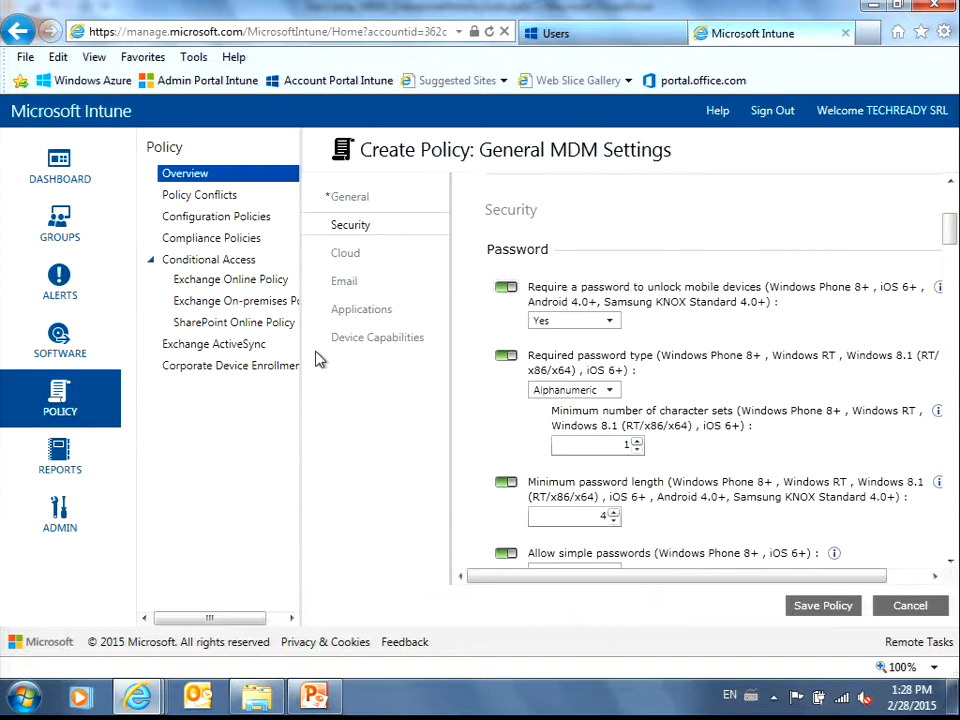 https://manage.microsoft.com/MicrosoftIntune/Home?accountid=362c
Users
Microsoft Intune
File Edit View Favorites Tools Help
Windows Azure Admin Portal Intune Account Portal Intune Suggested Sites Web Slice Gallery portal.office.com
Microsoft Intune
Help Sign Out Welcome TECHREADY SRL
DASHBOARD
GROUPS
ALERTS
SOFTWARE
POLICY
REPORTS
ADMIN
Policy
Overview
Policy Conflicts
Configuration Policies
Compliance Policies
Conditional Access
Exchange Online Policy
Exchange On-premises Po
SharePoint Online Policy
Exchange ActiveSync
Corporate Device Enrollmer
Create Policy: General MDM Settings
*General
Security
Cloud
Email
Applications
Device Capabilities
Security
Password
Require a password to unlock mobile devices (Windows Phone 8+ , iOS 6+ ,
Android 4.0+, Samsung KNOX Standard 4.0+) :
Yes
Required password type (Windows Phone 8+ , Windows RT , Windows 8.1 (RT/
x86/x64) , iOS 6+) :
Alphanumeric
Minimum number of character sets (Windows Phone 8+ , Windows RT ,
Windows 8.1 (RT/x86/x64) , iOS 6+) :
1
Minimum password length (Windows Phone 8+ , Windows RT , Windows 8.1
(RT/x86/x64) , iOS 6+ , Android 4.0+, Samsung KNOX Standard 4.0+) :
4
Allow simple passwords (Windows Phone 8+ , iOS 6+) :
Save Policy Cancel
Microsoft © 2015 Microsoft. All rights reserved Privacy & Cookies Feedback Remote Tasks
100%
EN
1:28 PM
2/28/2015